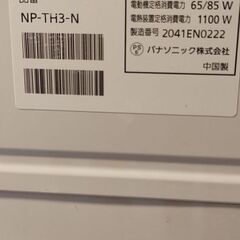 品番
NP-TH3-N
電動機定格消費電力 65/85 W
電熱装置定格消費電力 1100 W
製造番号 2041EN0222
PS
E
パナソニック株式会社
中国製